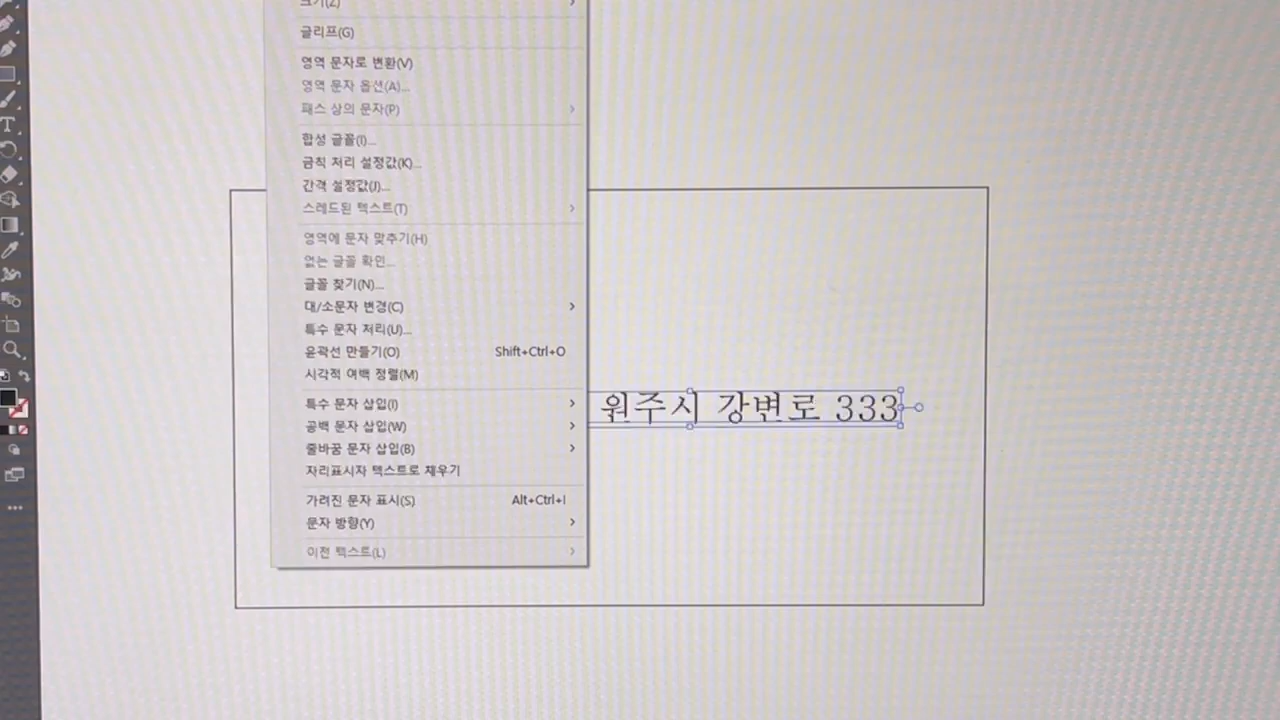 크기(Z)
글리프(G)
영역 문자로 변환(V)
영역 문자 옵션(A)...
패스 상의 문자(P)
합성 글꼴(I)...
금칙 처리 설정값(K)...
간격 설정값(J)...
스레드된 텍스트(T)
영역에 문자 맞추기(H)
없는 글꼴 확인...
글꼴 찾기(N)...
대/소문자 변경(C)
특수 문자 처리(U)...
윤곽선 만들기(O) Shift+Ctrl+O
시각적 여백 정렬(M)
특수 문자 삽입(I)
공백 문자 삽입(W)
줄바꿈 문자 삽입(B)
자리표시자 텍스트로 채우기
가려진 문자 표시(S) Alt+Ctrl+I
문자 방향(Y)
이전 텍스트(L)
원주시 강변로 333